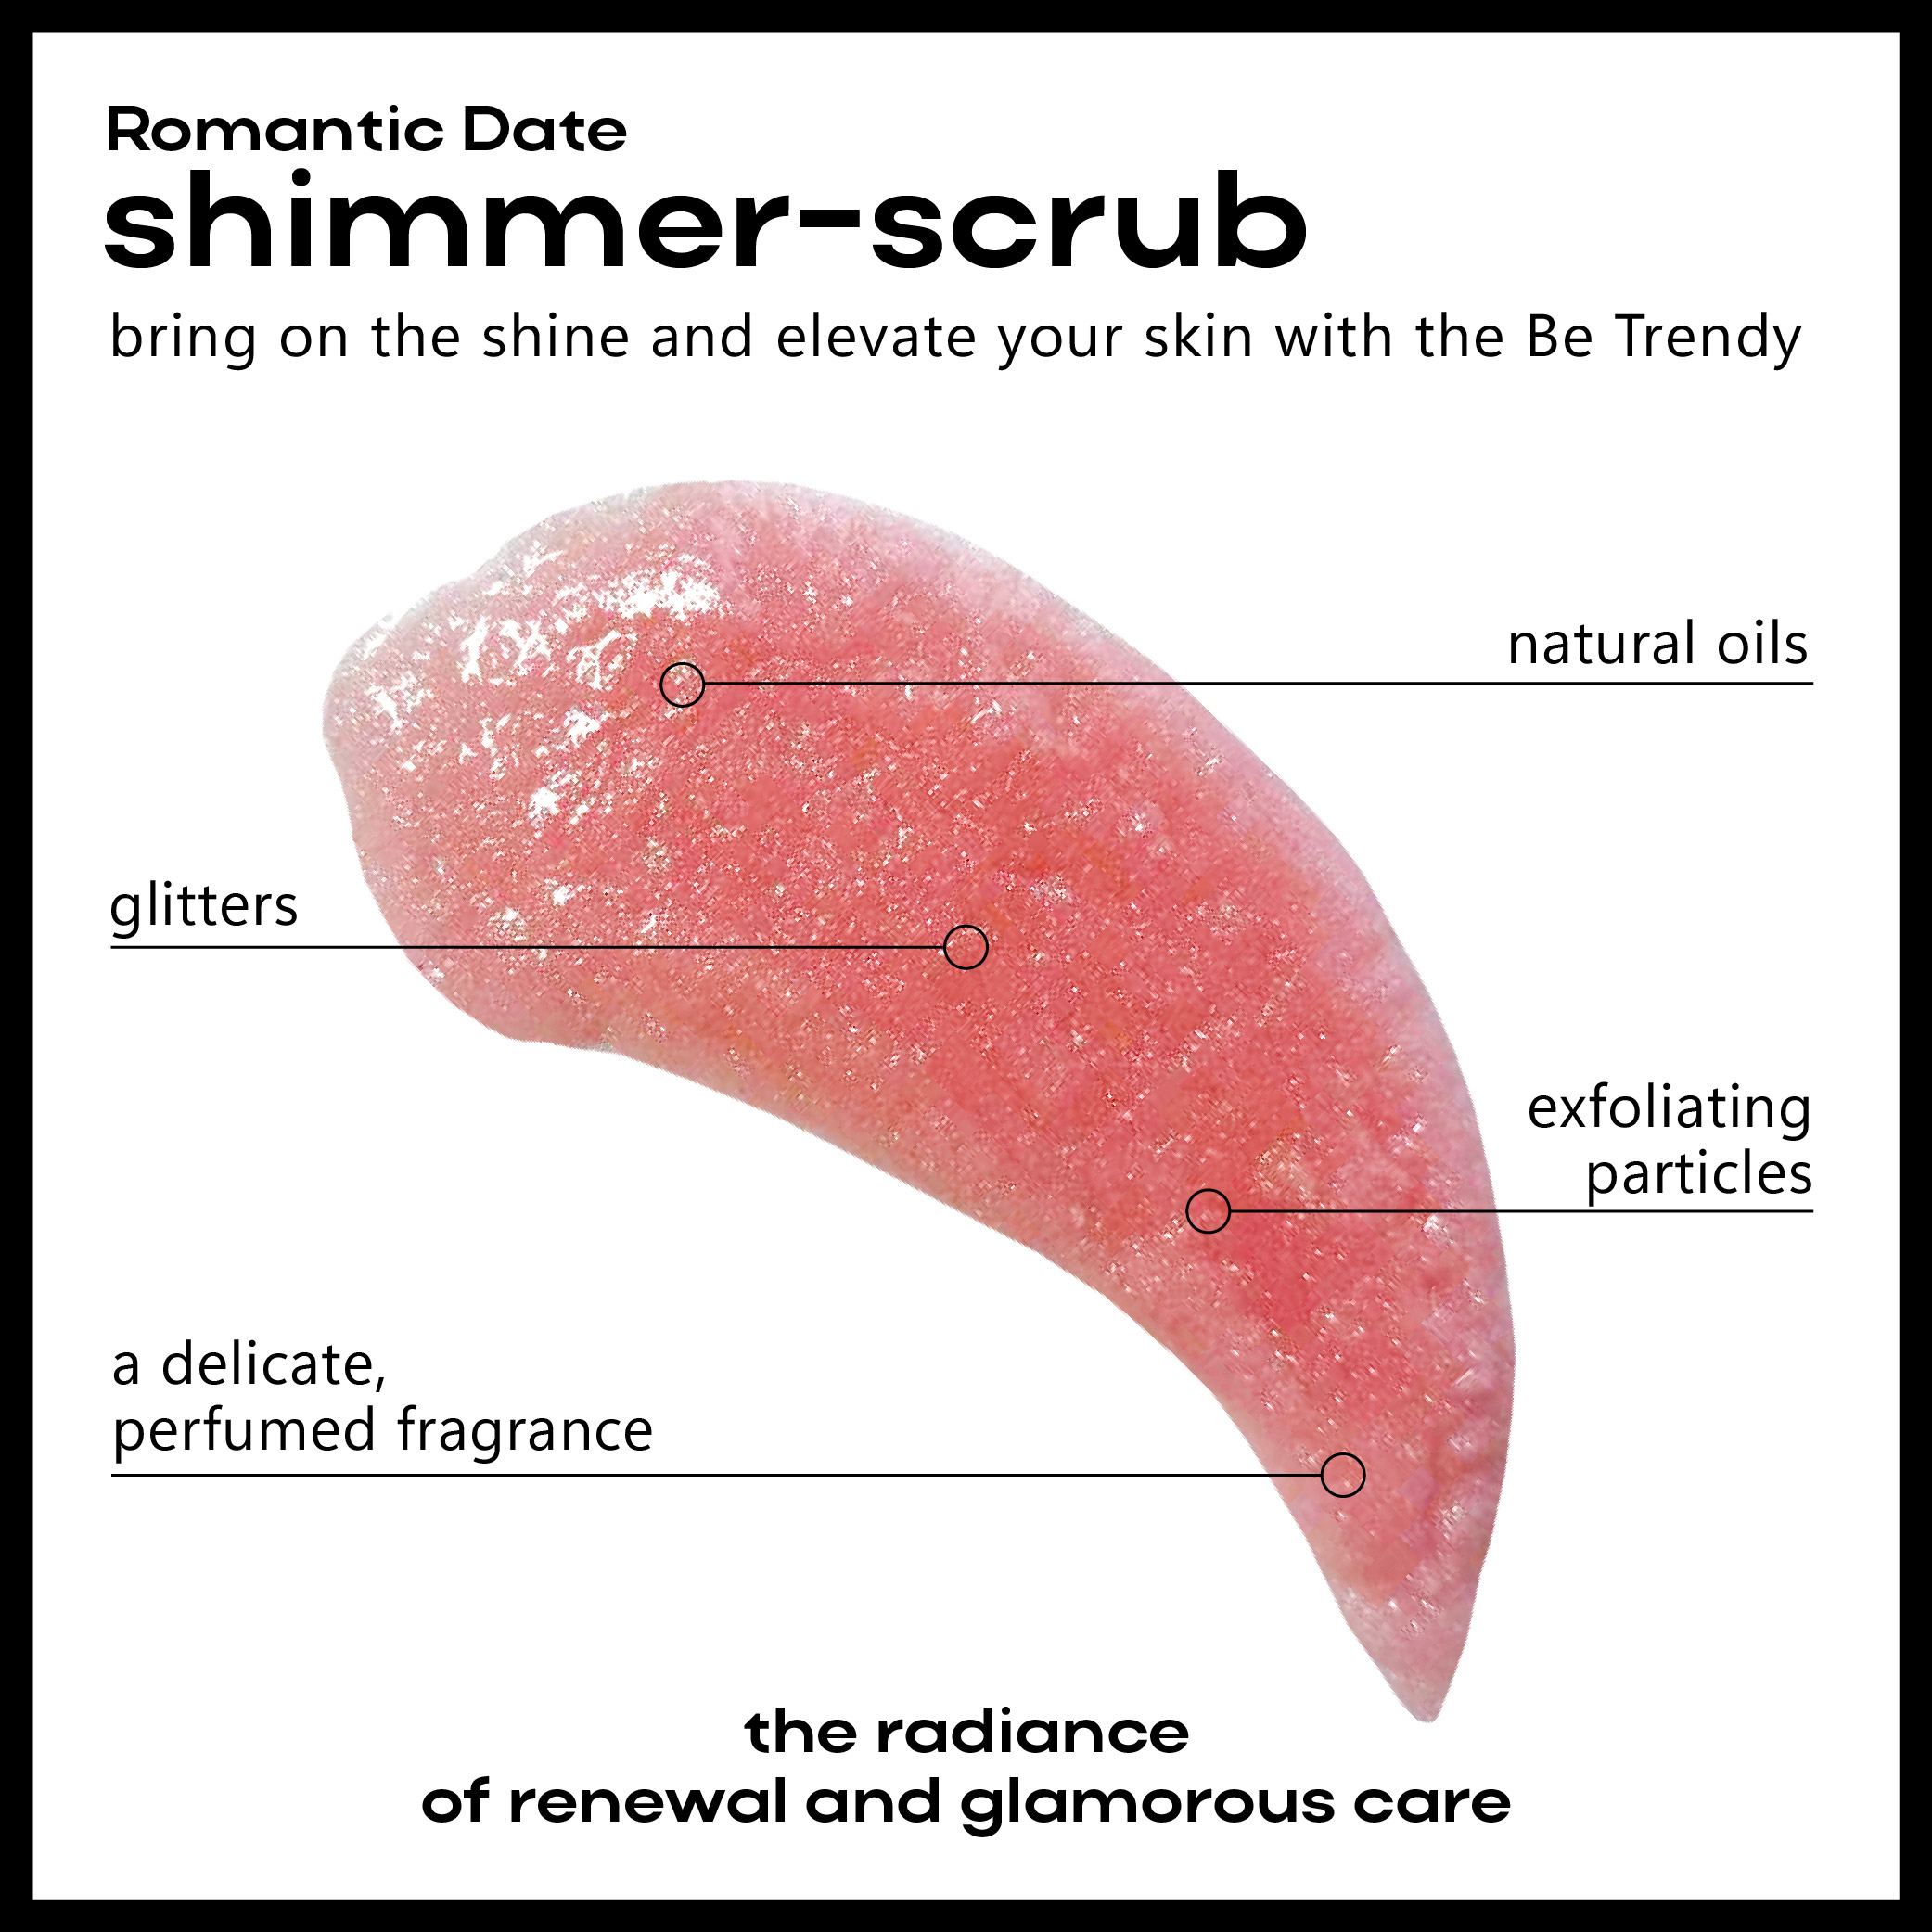 Romantic Date
shimmer-scrub
bring on the shine and elevate your skin with the Be Trendy
natural oils
glitters
exfoliating
particles
a delicate,
perfumed fragrance
the radiance
of renewal and glamorous care